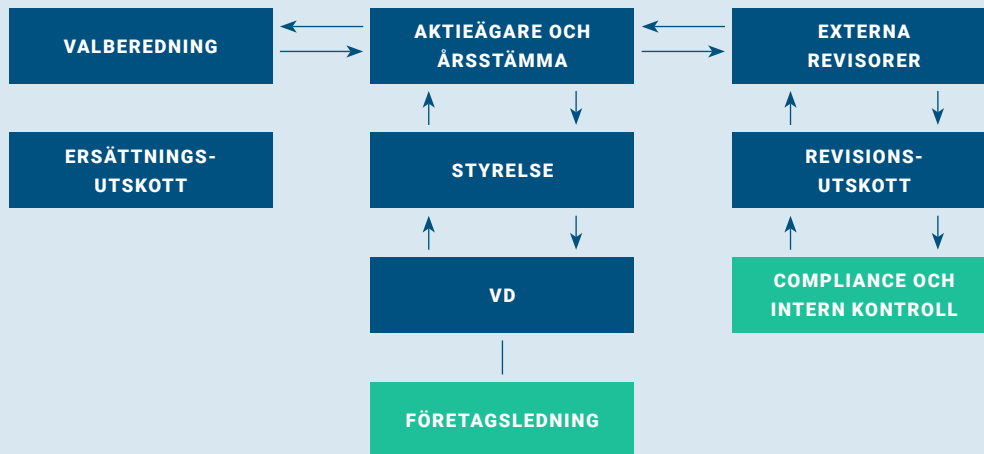 VALBEREDNING
AKTIEÄGARE OCH
ÅRSSTÄMMA
EXTERNA
REVISORER
ERSÄTTNINGS-
UTSKOTT
STYRELSE
REVISIONS-
UTSKOTT
VD
COMPLIANCE OCH
INTERN KONTROLL
FÖRETAGSLEDNING